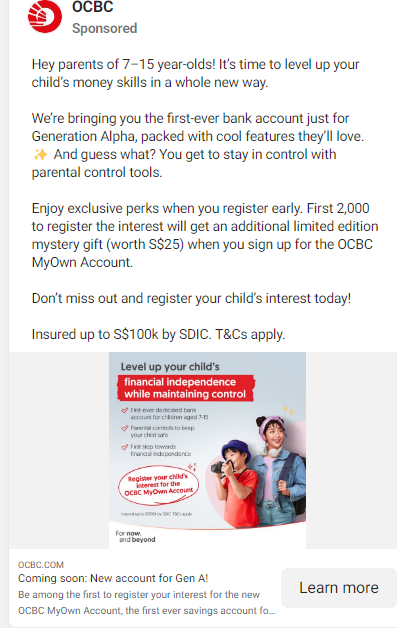 OCBC
Sponsored
Hey parents of 7–15 year-olds! It's time to level up your
child's money skills in a whole new way.
We're bringing you the first-ever bank account just for
Generation Alpha, packed with cool features they'll love.
✨ And guess what? You get to stay in control with
parental control tools.
Enjoy exclusive perks when you register early. First 2,000
to register the interest will get an additional limited edition
mystery gift (worth S$25) when you sign up for the OCBC
MyOwn Account.
Don't miss out and register your child's interest today!
Insured up to S$100k by SDIC. T&Cs apply.
Level up your child's
financial independence
while maintaining control
First-ever dedicated bank
account for children aged 7-15
Parental controls to keep
your child safe
First step towards
financial independence
Register your child's
interest for the
OCBC MyOwn Account
Insured up to S$100k by SDIC. T&Cs apply.
For now,
and beyond
OCBC.COM
Coming soon: New account for Gen A!
Be among the first to register your interest for the new
OCBC MyOwn Account, the first ever savings account fo...
Learn more